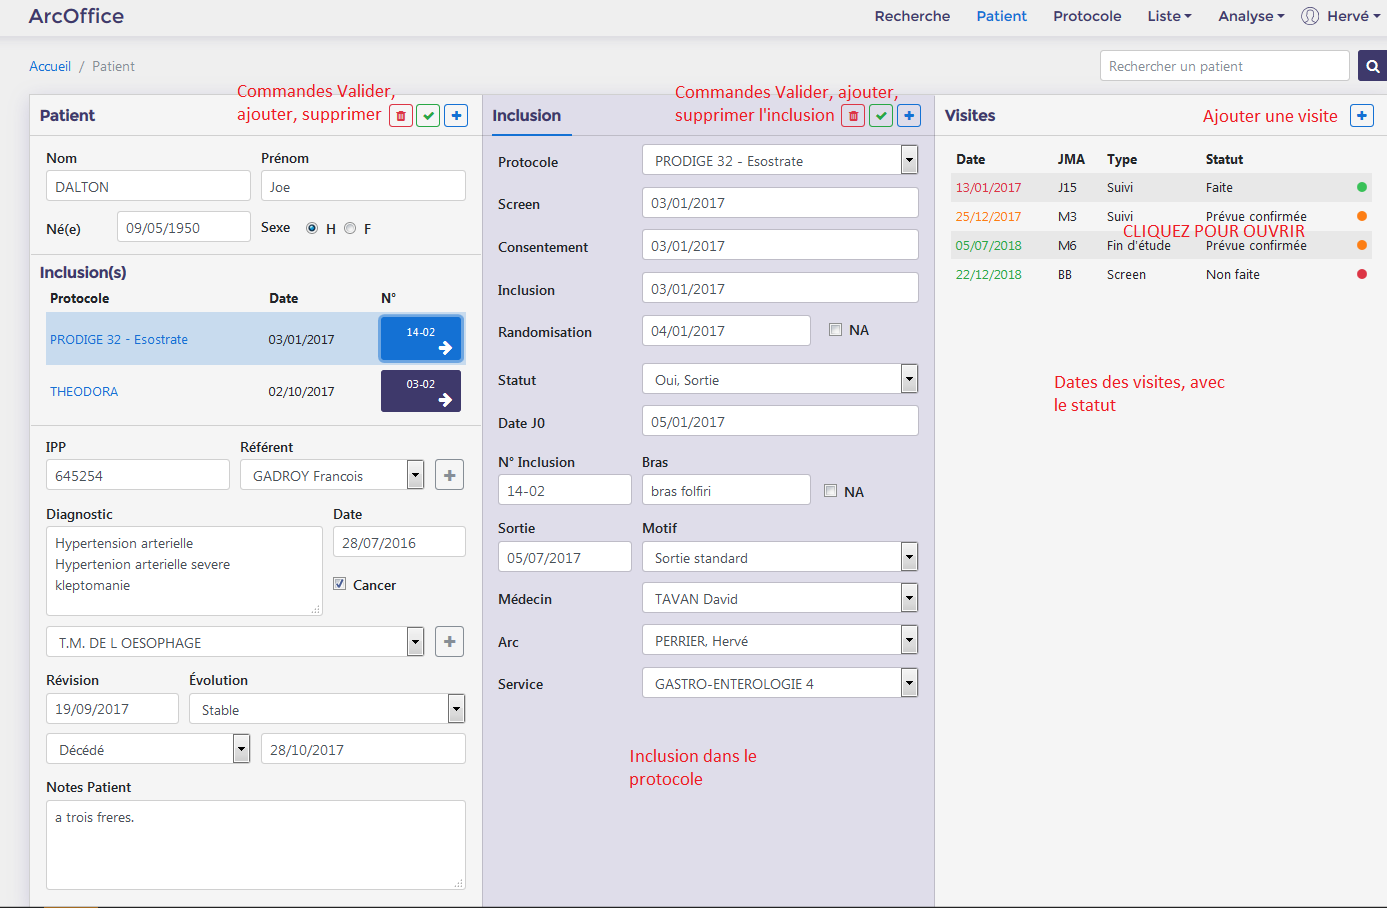 ArcOffice
Recherche Patient Protocole Liste Analyse Hervé
Accueil / Patient
Rechercher un patient
Commandes Valider,
ajouter, supprimer
Patient
Nom Prénom
DALTON Joe
Né(e) 09/05/1950 Sexe H F
Inclusion(s)
Protocole Date N°
PRODIGE 32 - Esostrate 03/01/2017 14-02
THEODORA 02/10/2017 03-02
IPP Référent
645254 GADROY Francois
Diagnostic Date
Hypertension arterielle
Hypertenion arterielle severe
kleptomanie
28/07/2016
Cancer
T.M. DE L OESOPHAGE
Révision Évolution
19/09/2017 Stable
Décédé 28/10/2017
Notes Patient
a trois freres.
Commandes Valider, ajouter,
supprimer l'inclusion
Inclusion
Protocole PRODIGE 32 - Esostrate
Screen 03/01/2017
Consentement 03/01/2017
Inclusion 03/01/2017
Randomisation 04/01/2017 NA
Statut Oui, Sortie
Date J0 05/01/2017
N° Inclusion Bras
14-02 bras folfiri NA
Sortie Motif
05/07/2017 Sortie standard
Médecin TAVAN David
Arc PERRIER, Hervé
Service GASTRO-ENTEROLOGIE 4
Inclusion dans le
protocole
Visites Ajouter une visite
Date JMA Type Statut
13/01/2017 J15 Suivi Faite
25/12/2017 M3 Suivi Prévue confirmée
CLIQUEZ POUR OUVRIR
05/07/2018 M6 Fin d'étude Prévue confirmée
22/12/2018 BB Screen Non faite
Dates des visites, avec
le statut